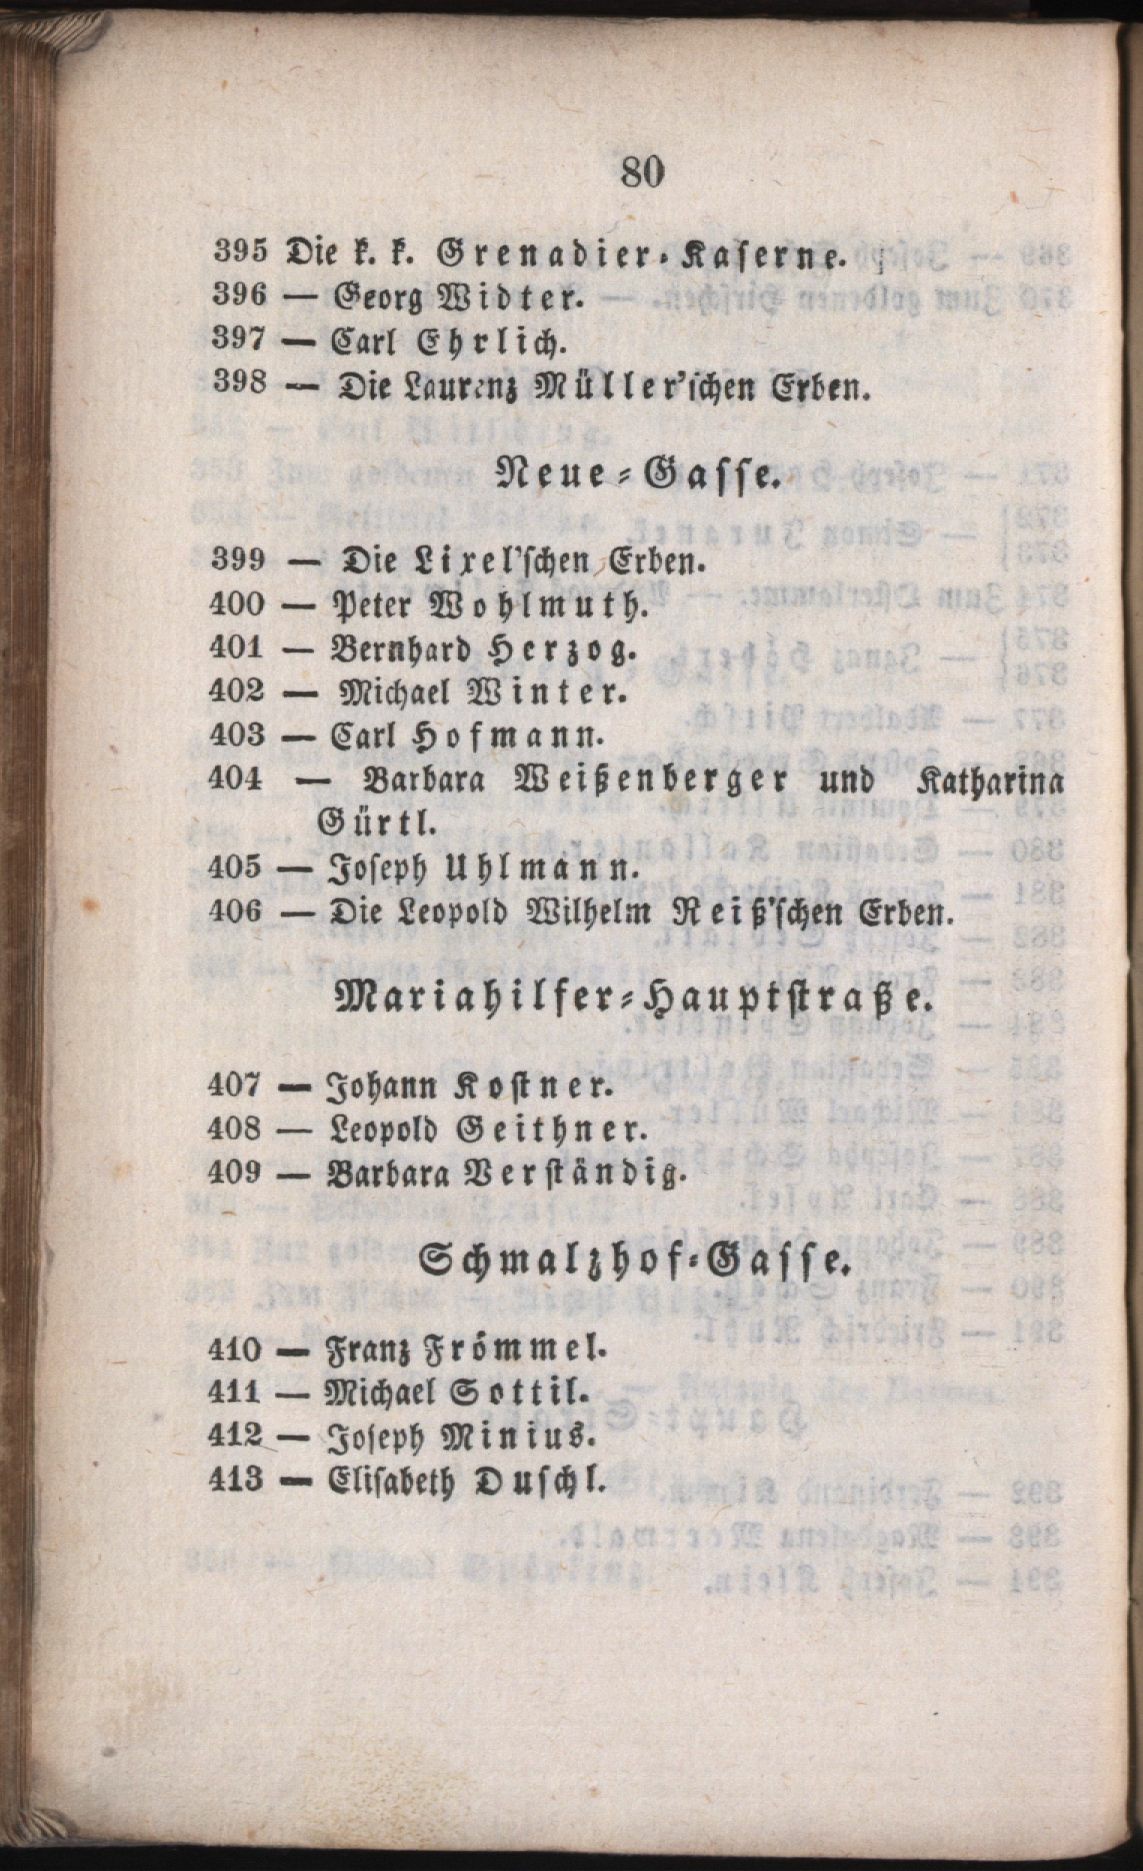 80
395 Die k. k. Grenadier-Kaserne.
396 — Georg Widter.
397 — Carl Ehrlich.
398 — Die Laurenz Müller'schen Erben.
Neue-Gasse.
399 — Die Lixel'schen Erben.
400 — Peter Wohlmuth.
401 — Bernhard Herzog.
402 — Michael Winter.
403 — Carl Hofmann.
404 — Barbara Weißenberger und Katharina
Gürtl.
405 — Joseph Uhlmann.
406 — Die Leopold Wilhelm Reiß'schen Erben.
Mariahilfer-Hauptstraße.
407 — Johann Kostner.
408 — Leopold Geithner.
409 — Barbara Verständig.
Schmalzhof-Gasse.
410 — Franz Frömmel.
411 — Michael Sottil.
412 — Joseph Minius.
413 — Elisabeth Duschl.